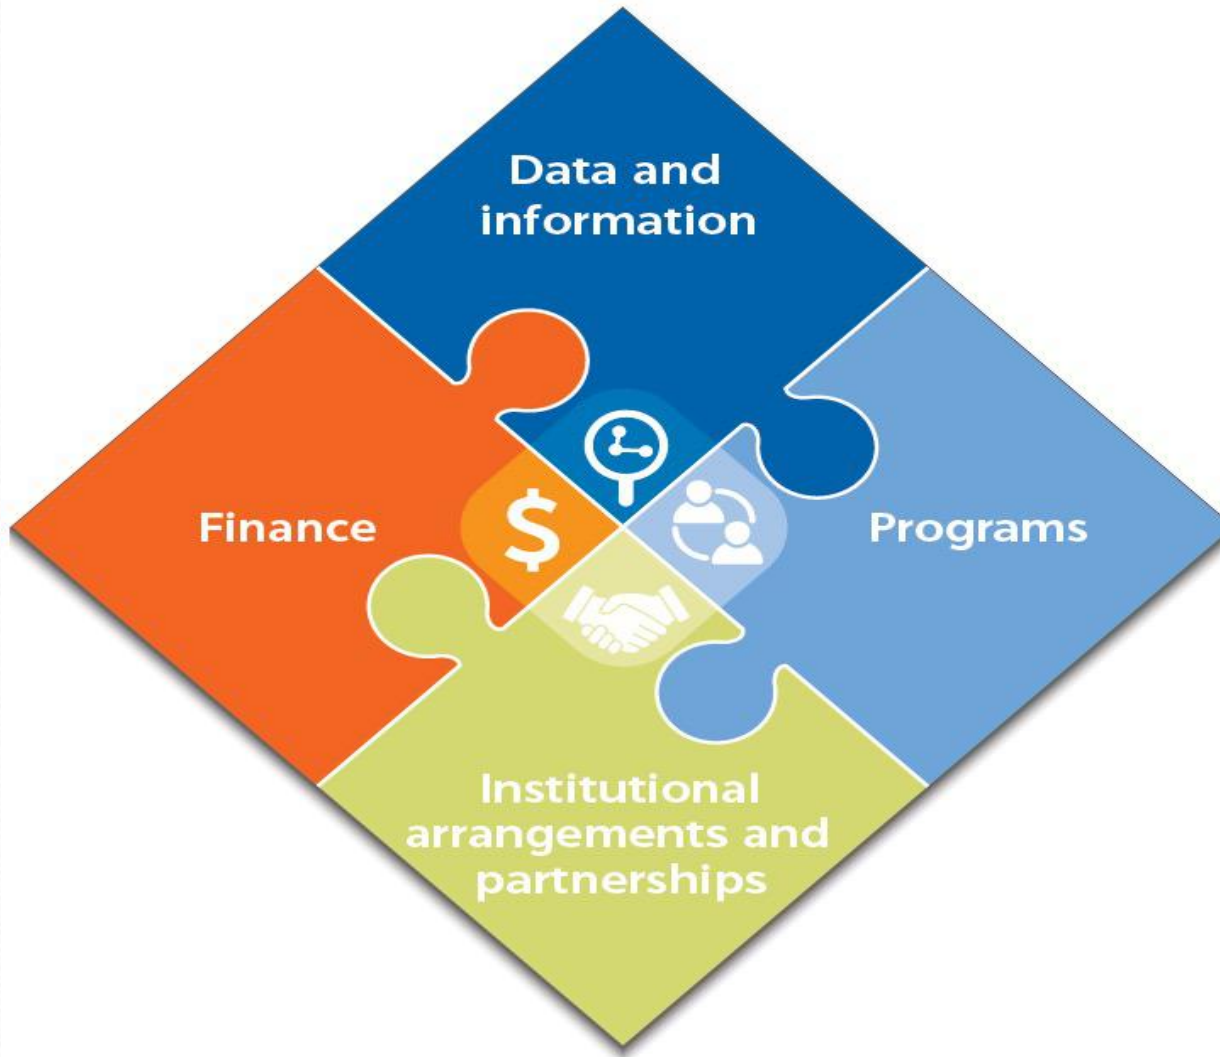 Data and
information
Finance
$
Programs
Institutional
arrangements and
partnerships